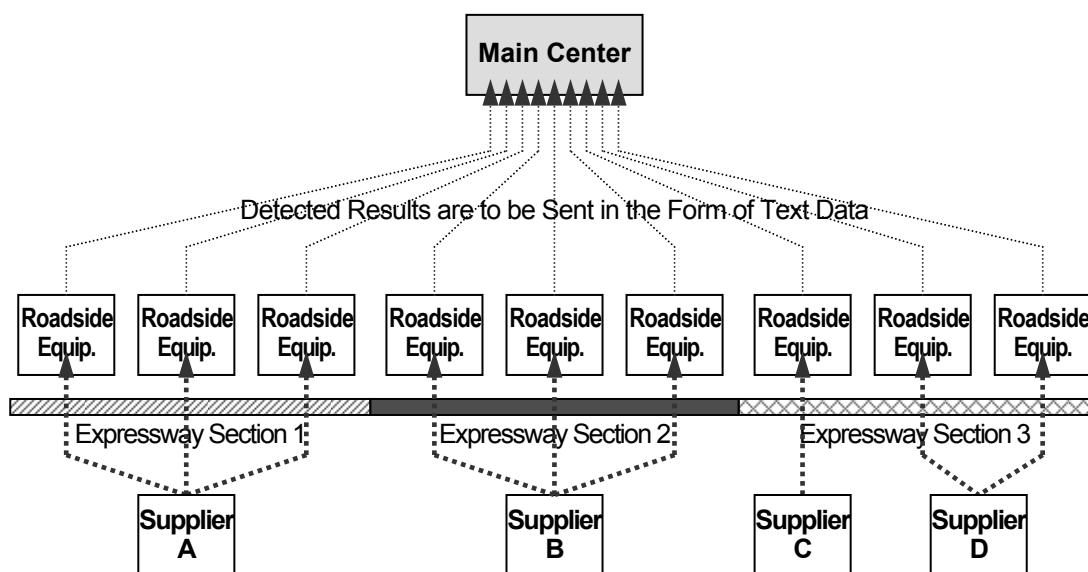 Main Center
Detected Results are to be Sent in the Form of Text Data
Roadside
Equip.
Roadside
Equip.
Roadside
Equip.
Roadside
Equip.
Roadside
Equip.
Roadside
Equip.
Roadside
Equip.
Roadside
Equip.
Roadside
Equip.
Expressway Section 1
Expressway Section 2
Expressway Section 3
Supplier
A
Supplier
B
Supplier
C
Supplier
D